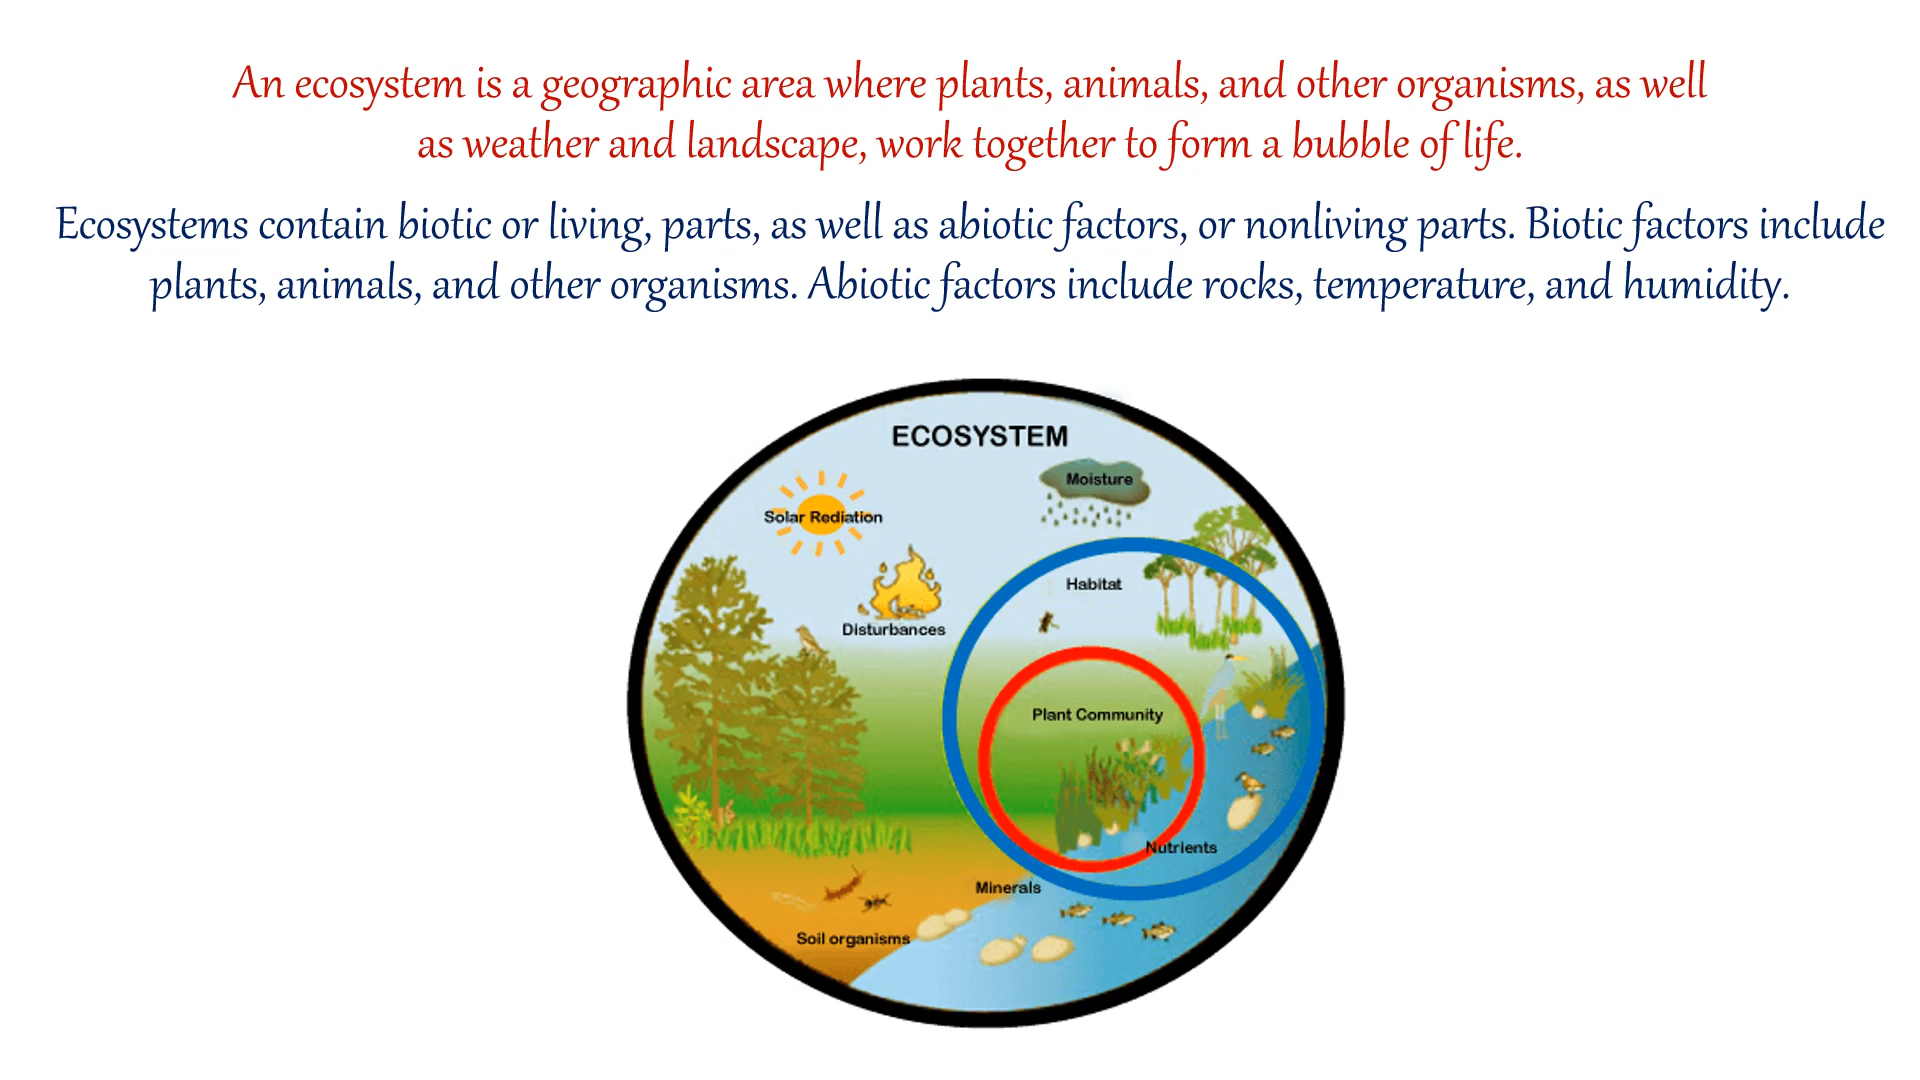 An ecosystem is a geographic area where plants, animals, and other organisms, as well
as weather and landscape, work together to form a bubble of life.
Ecosystems contain biotic or living, parts, as well as abiotic factors, or nonliving parts. Biotic factors include
plants, animals, and other organisms. Abiotic factors include rocks, temperature, and humidity.
ECOSYSTEM
Moisture
Solar Rediation
Habitat
Disturbances
Plant Community
Nutrients
Minerals
Soil organisms